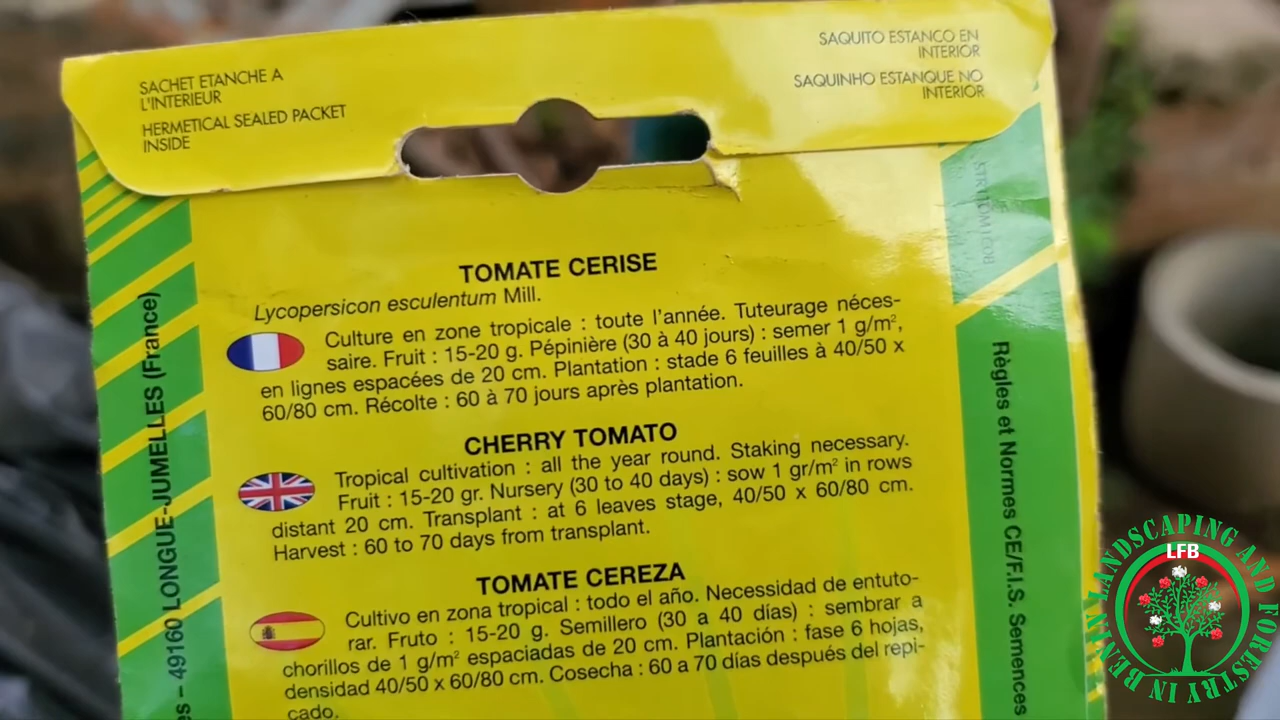 SACHET ETANCHE A
L'INTERIEUR
HERMETICAL SEALED PACKET
INSIDE
SAQUITO ESTANCO EN
INTERIOR
SAQUINHO ESTANQUE NO
INTERIOR
TOMATE CERISE
Lycopersicon esculentum Mill.
Culture en zone tropicale : toute l'année. Tuteurage néces-
saire. Fruit : 15-20 g. Pépinière (30 à 40 jours) : semer 1 g/m²,
en lignes espacées de 20 cm. Plantation : stade 6 feuilles à 40/50 x
60/80 cm. Récolte : 60 à 70 jours après plantation.
CHERRY TOMATO
Tropical cultivation : all the year round. Staking necessary.
Fruit : 15-20 gr. Nursery (30 to 40 days) : sow 1 gr/m² in rows
distant 20 cm. Transplant : at 6 leaves stage, 40/50 x 60/80 cm.
Harvest : 60 to 70 days from transplant.
TOMATE CEREZA
Cultivo en zona tropical : todo el año. Necessidad de entuto-
rar. Fruto : 15-20 g. Semillero (30 a 40 días) : sembrar a
chorillos de 1 g/m² espaciadas de 20 cm. Plantación : fase 6 hojas,
densidad 40/50 x 60/80 cm. Cosecha : 60 a 70 días después del repi-
cado.
es – 49160 LONGUE-JUMELLES (France)
Règles et Normes CE/F.I.S. Semences
LFB
LANDSCAPING AND FORESTRY IN BENIN